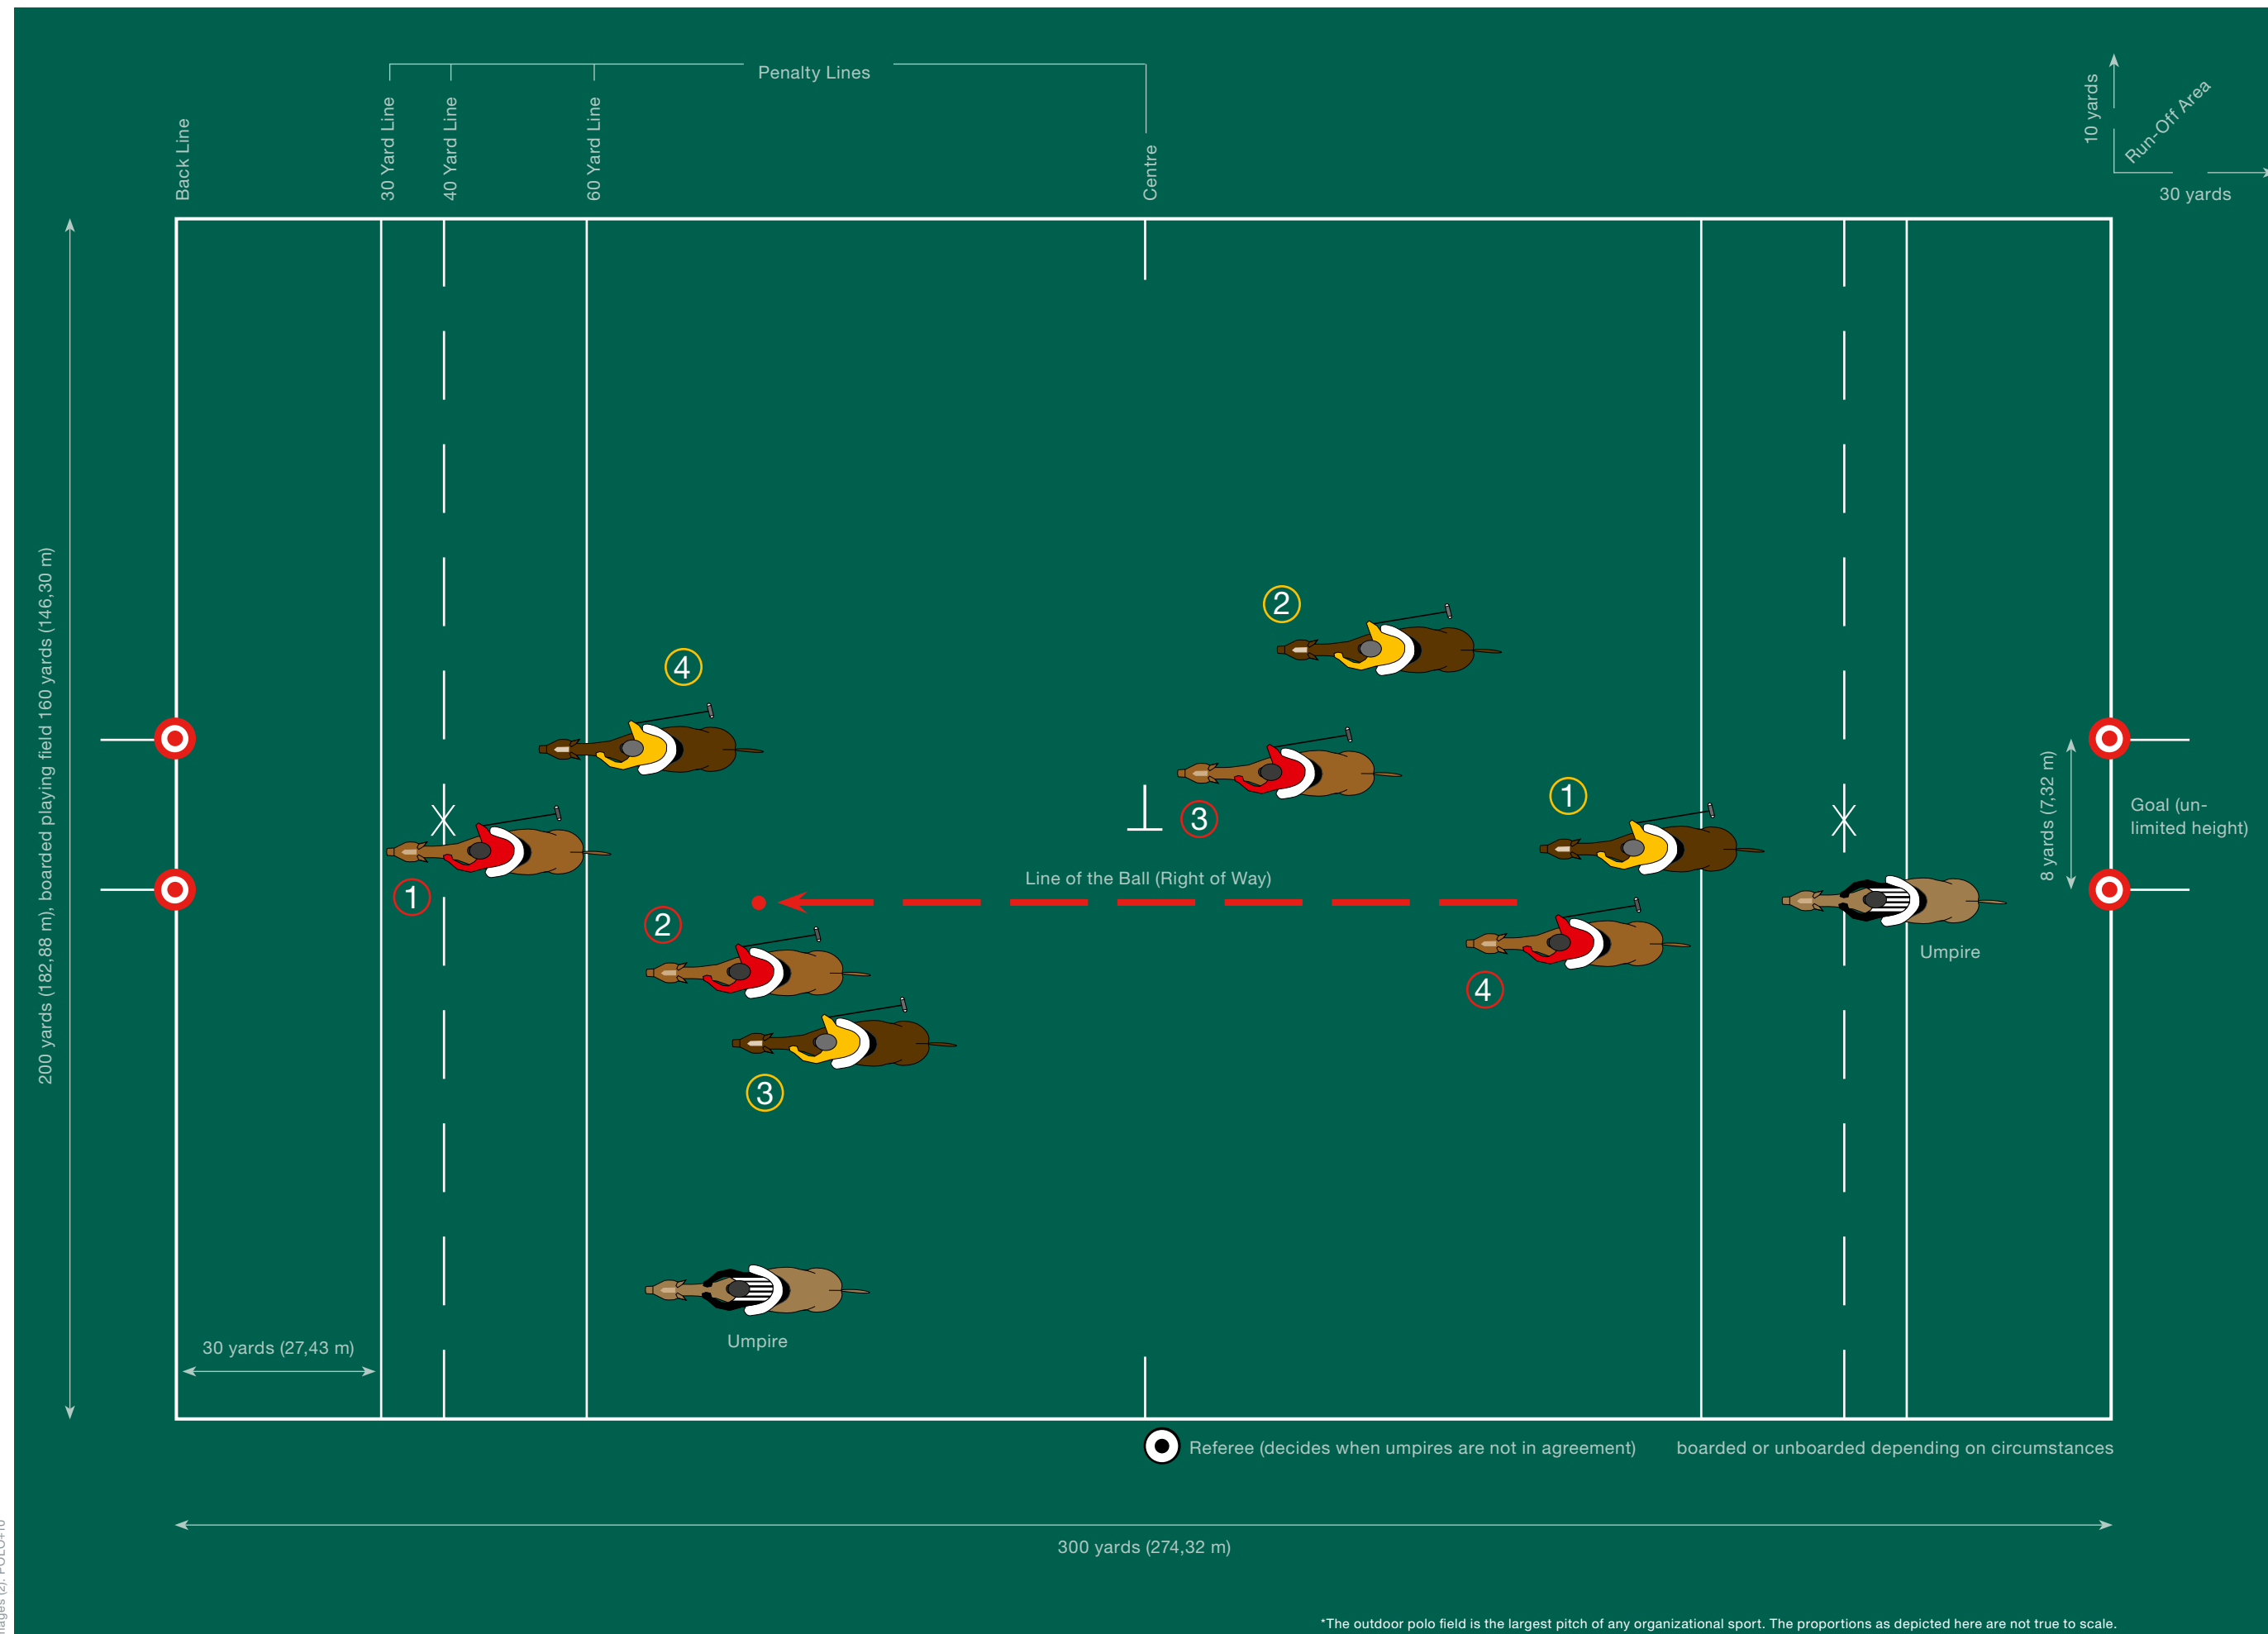 Penalty Lines
Back Line
30 Yard Line
40 Yard Line
60 Yard Line
Centre
10 yards
Run-Off Area
30 yards
200 yards (182,88 m), boarded playing field 160 yards (146,30 m)
2
4
3
1
1
Line of the Ball (Right of Way)
2
4
3
8 yards (7,32 m)
Goal (un-
limited height)
Umpire
Umpire
30 yards (27,43 m)
Referee (decides when umpires are not in agreement)
boarded or unboarded depending on circumstances
300 yards (274,32 m)
*The outdoor polo field is the largest pitch of any organizational sport. The proportions as depicted here are not true to scale.